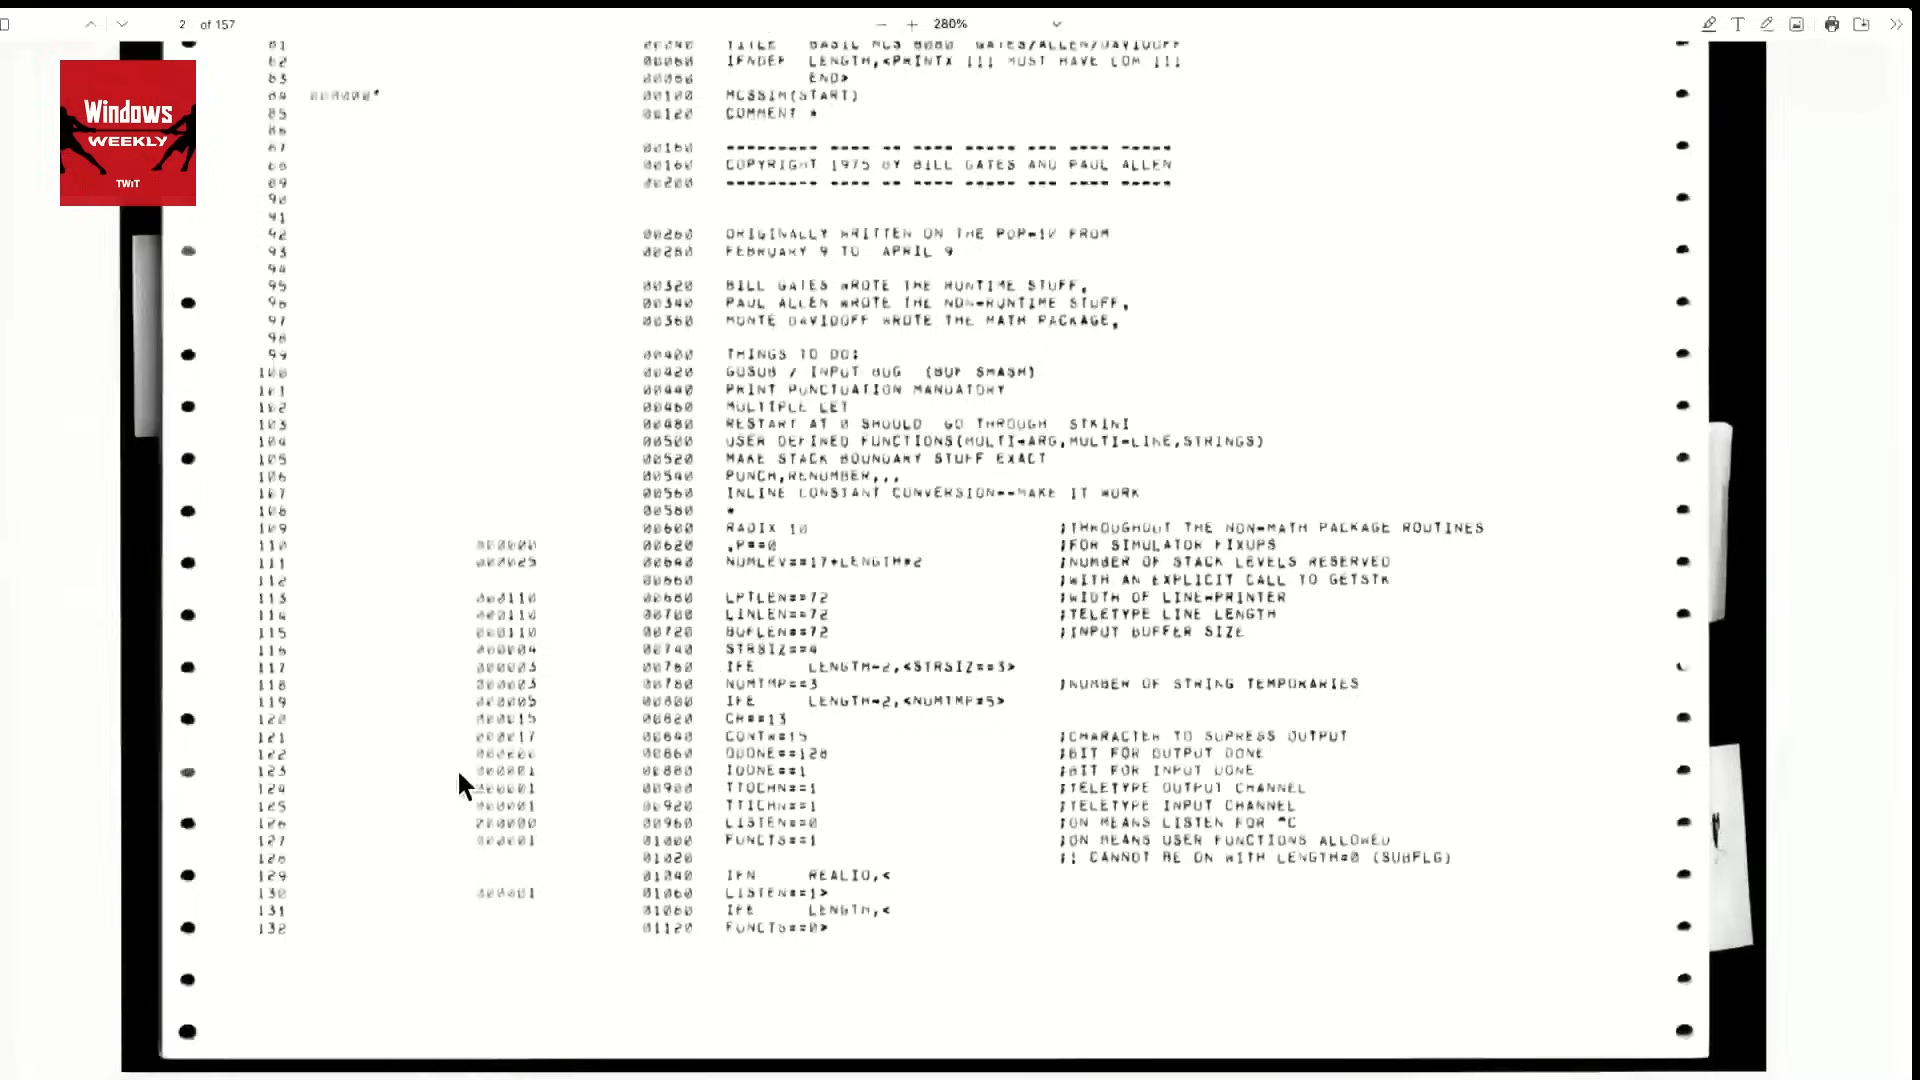 2 of 157
280%
Windows
WEEKLY
TWiT
81 00040 TITLE BASIC MCS 8080 GATES/ALLEN/DAVIDOFF
82 00060 IFNDEF LENGTH,<PRINTX !!! MUST HAVE COM !!!
83 END>
84 000000' 00100 MCSSIM(START)
85 00120 COMMENT *
86
87 --------- ---- -- ---- ----- --- ---- -----
88 00160 COPYRIGHT 1975 BY BILL GATES AND PAUL ALLEN
89 00200 --------- ---- -- ---- ----- --- ---- -----
90
91
92 00260 ORIGINALLY WRITTEN ON THE PDP-10 FROM
93 00280 FEBRUARY 9 TO APRIL 9
94
95 00320 BILL GATES WROTE THE RUNTIME STUFF,
96 00340 PAUL ALLEN WROTE THE NON-RUNTIME STUFF,
97 00360 MONTE DAVIDOFF WROTE THE MATH PACKAGE,
98
99 00400 THINGS TO DO:
100 00420 GOSUB / INPUT BUG (BUF SMASH)
101 00440 PRINT PUNCTUATION MANDATORY
102 00460 MULTIPLE LET
103 00480 RESTART AT 0 SHOULD GO THROUGH STKINI
104 00500 USER DEFINED FUNCTIONS(MULTI-ARG,MULTI-LINE,STRINGS)
105 00520 MAKE STACK BOUNDARY STUFF EXACT
106 00540 PUNCH,RENUMBER,,,
107 00560 INLINE CONSTANT CONVERSION--MAKE IT WORK
108 00580 *
109 00600 RADIX 10 ;THROUGHOUT THE NON-MATH PACKAGE ROUTINES
110 000000 00620 .P==0 ;FOR SIMULATOR FIXUPS
111 000025 00640 NUMLEV==17+LENGTH*2 ;NUMBER OF STACK LEVELS RESERVED
112 00660 ;WITH AN EXPLICIT CALL TO GETSTK
113 000110 00680 LPTLEN==72 ;WIDTH OF LINE-PRINTER
114 000110 00700 LINLEN==72 ;TELETYPE LINE LENGTH
115 000110 00720 BUFLEN==72 ;INPUT BUFFER SIZE
116 000004 00740 STRSIZ==4
117 000003 00760 IFE LENGTH-2,<STRSIZ==3>
118 000003 00780 NUMTMP==3 ;NUMBER OF STRING TEMPORARIES
119 000005 00800 IFE LENGTH-2,<NUMTMP=5>
120 000015 00820 CR==13
121 000017 00840 CONTW=15 ;CHARACTER TO SUPRESS OUTPUT
122 000200 00860 ODONE==128 ;BIT FOR OUTPUT DONE
123 000001 00880 IDONE==1 ;BIT FOR INPUT DONE
124 000001 00900 TTOCHN==1 ;TELETYPE OUTPUT CHANNEL
125 000001 00920 TTICHN==1 ;TELETYPE INPUT CHANNEL
126 000000 00960 LISTEN==0 ;ON MEANS LISTEN FOR ^C
127 000001 01000 FUNCTS==1 ;ON MEANS USER FUNCTIONS ALLOWED
128 01020 ;! CANNOT BE ON WITH LENGTH=0 (SUBFLG)
129 01040 IFN REALIO,<
130 000001 01060 LISTEN==1>
131 01080 IFE LENGTH,<
132 01120 FUNCTS==0>